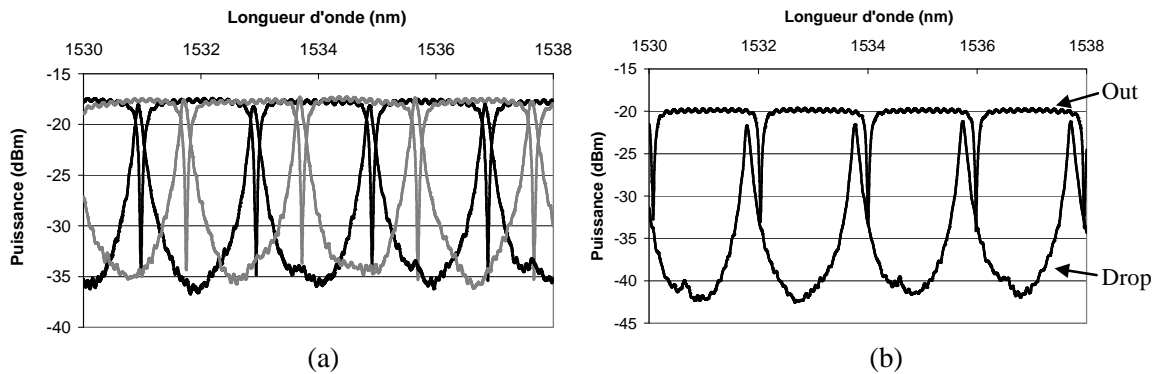 Longueur d'onde (nm)
1530 1532 1534 1536 1538
-15
-20
-25
-30
-35
-40
Puissance (dBm)
(a)
Longueur d'onde (nm)
1530 1532 1534 1536 1538
-15
-20
-25
-30
-35
-40
-45
Puissance (dBm)
Out
Drop
(b)